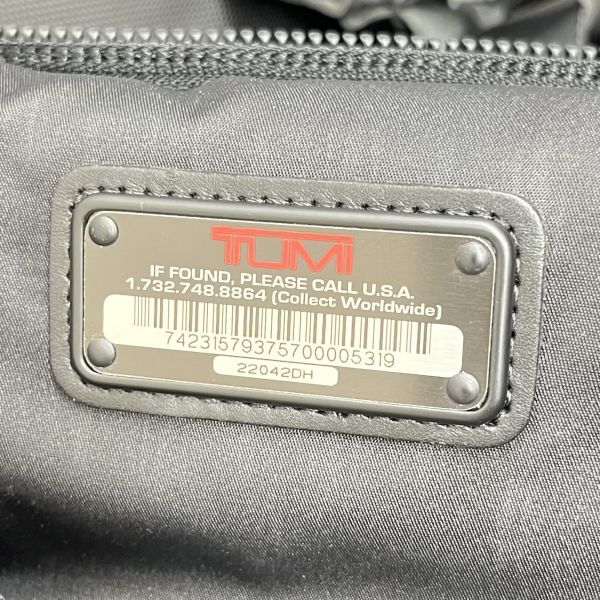 TUMI
IF FOUND, PLEASE CALL U.S.A.
1.732.748.8864 (Collect Worldwide)
74231579375700005319
22042DH